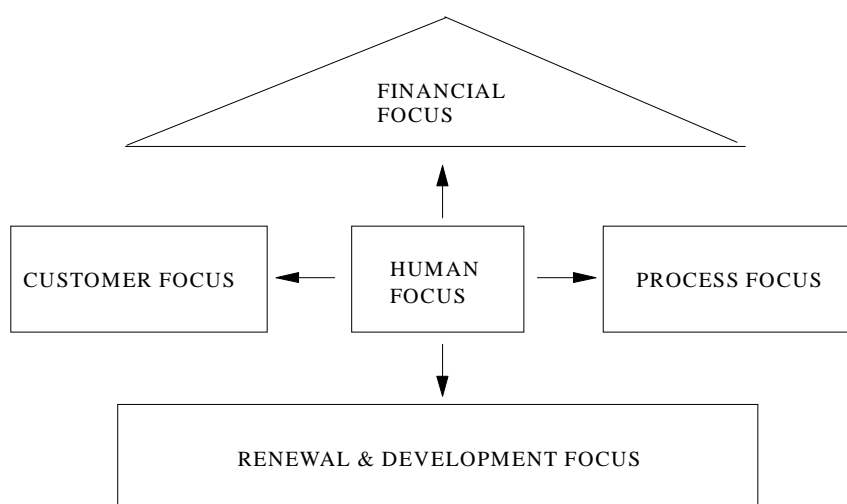 FINANCIAL
FOCUS
CUSTOMER FOCUS
HUMAN
FOCUS
PROCESS FOCUS
RENEWAL & DEVELOPMENT FOCUS